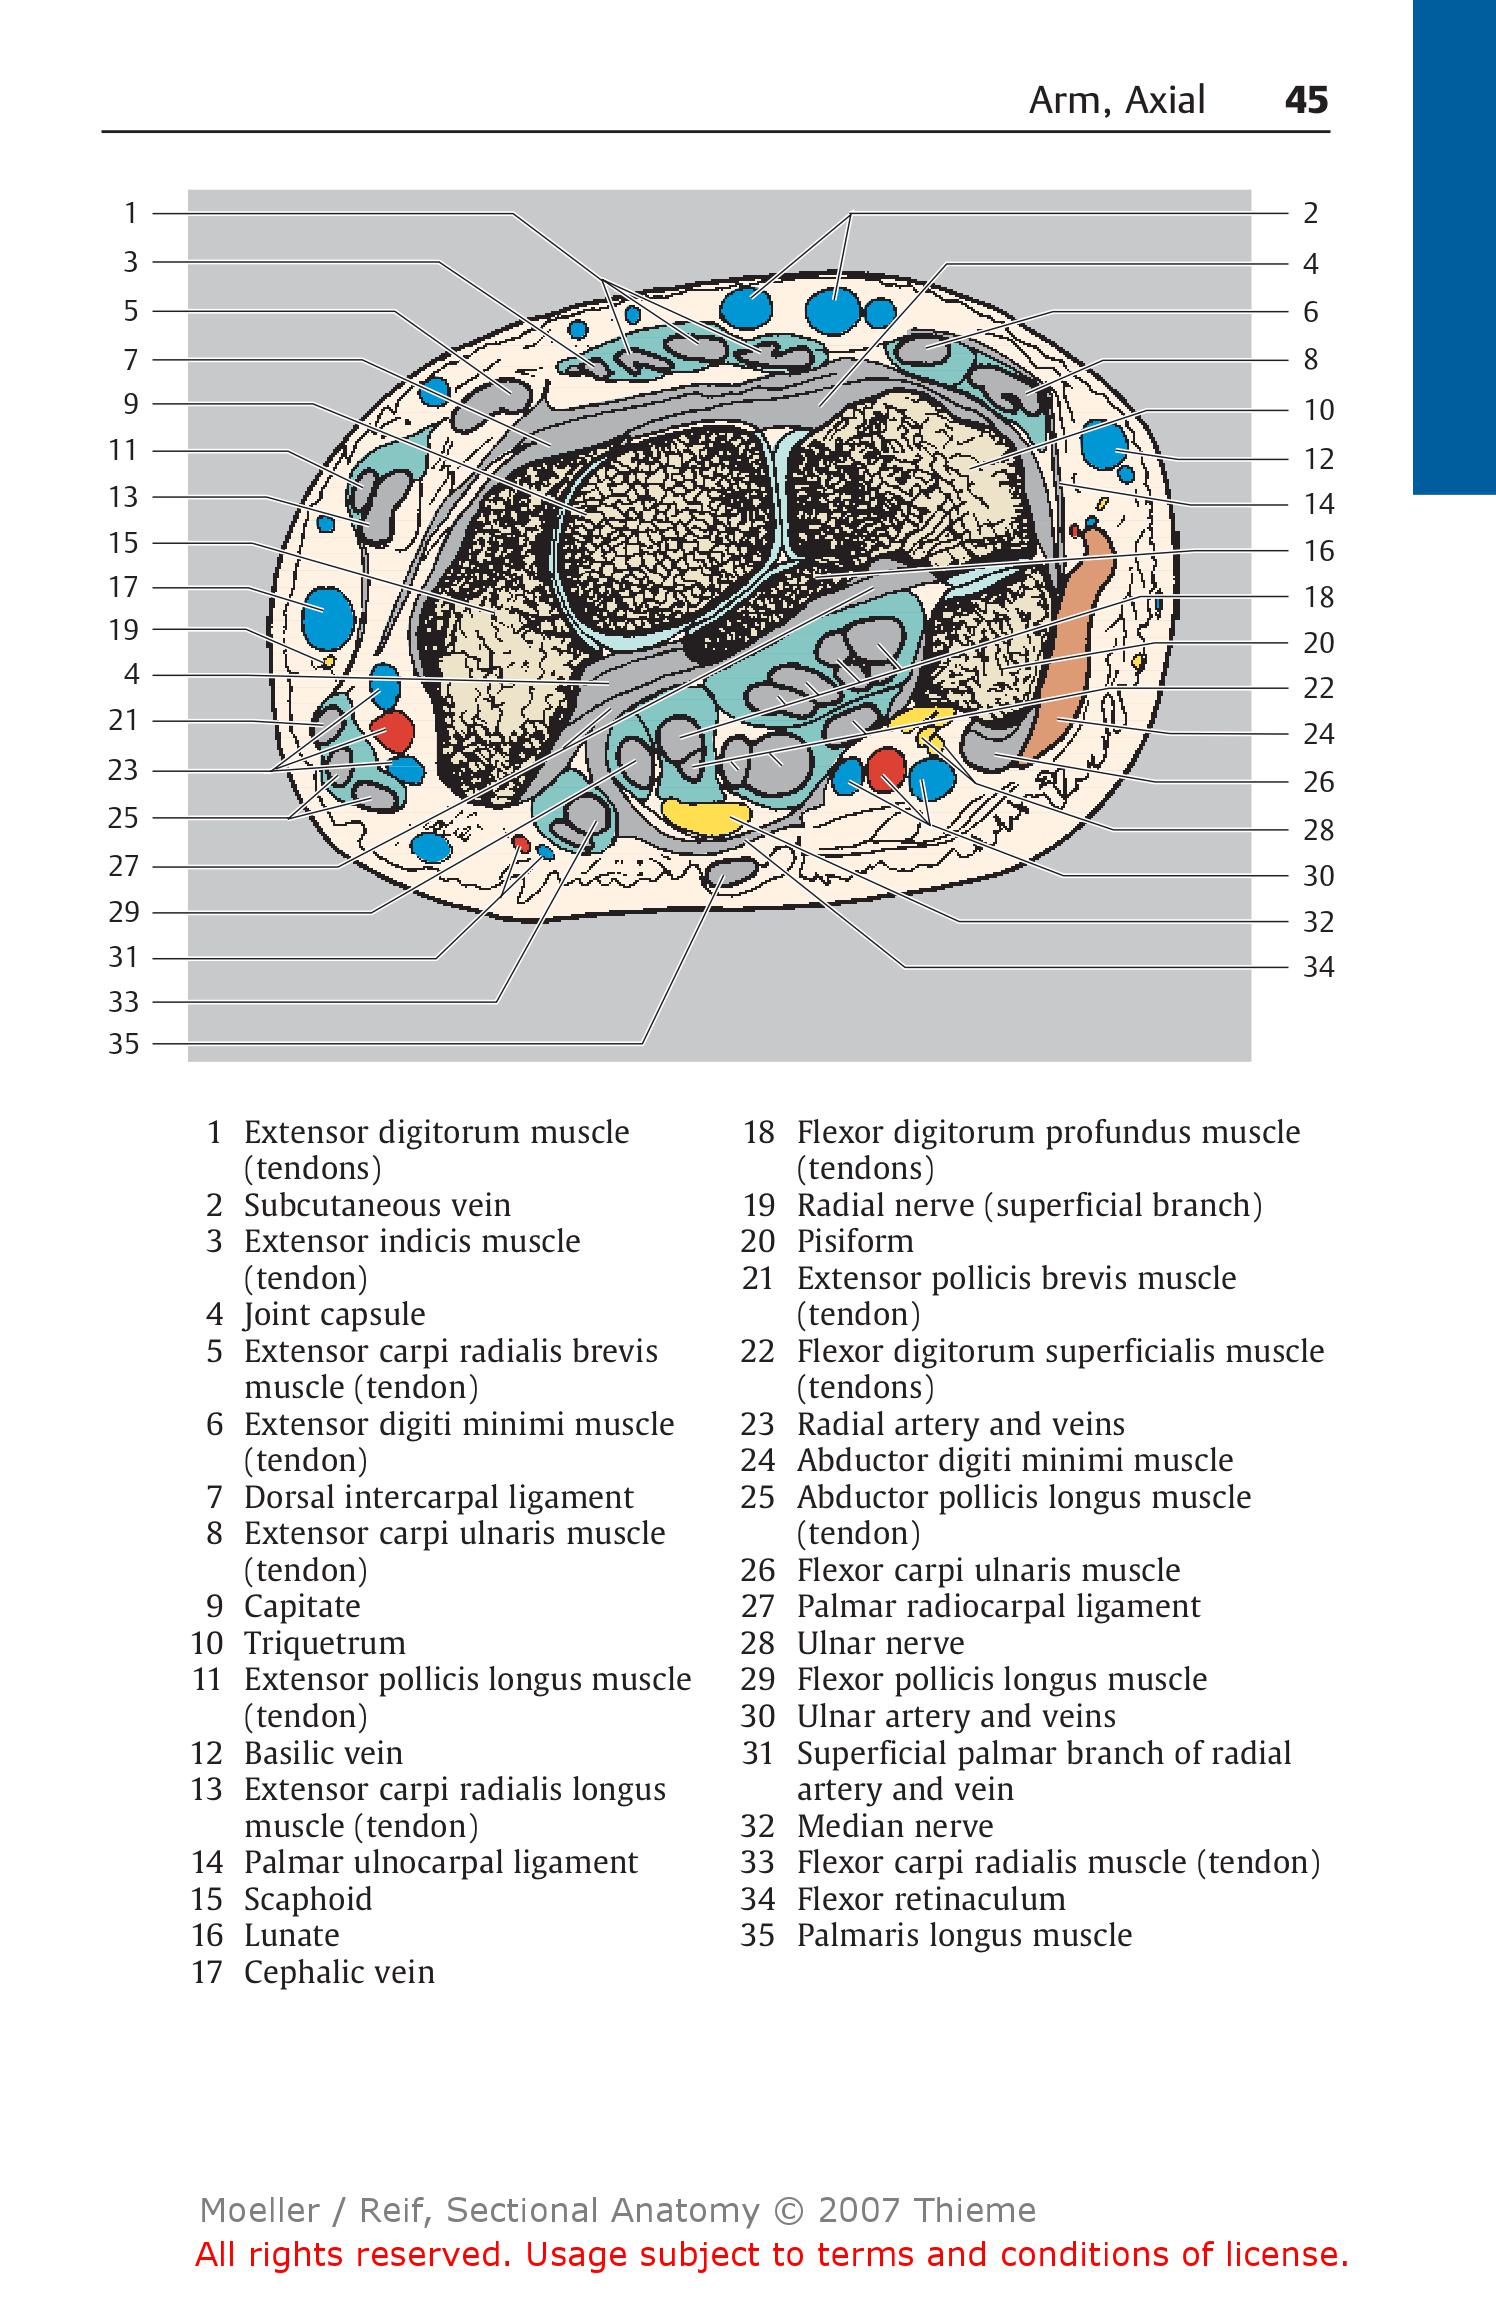 Arm, Axial 45
1
3
5
7
9
11
13
15
17
19
4
21
23
25
27
29
31
33
35
2
4
6
8
10
12
14
16
18
20
22
24
26
28
30
32
34
1 Extensor digitorum muscle
(tendons)
2 Subcutaneous vein
3 Extensor indicis muscle
(tendon)
4 Joint capsule
5 Extensor carpi radialis brevis
muscle (tendon)
6 Extensor digiti minimi muscle
(tendon)
7 Dorsal intercarpal ligament
8 Extensor carpi ulnaris muscle
(tendon)
9 Capitate
10 Triquetrum
11 Extensor pollicis longus muscle
(tendon)
12 Basilic vein
13 Extensor carpi radialis longus
muscle (tendon)
14 Palmar ulnocarpal ligament
15 Scaphoid
16 Lunate
17 Cephalic vein
18 Flexor digitorum profundus muscle
(tendons)
19 Radial nerve (superficial branch)
20 Pisiform
21 Extensor pollicis brevis muscle
(tendon)
22 Flexor digitorum superficialis muscle
(tendons)
23 Radial artery and veins
24 Abductor digiti minimi muscle
25 Abductor pollicis longus muscle
(tendon)
26 Flexor carpi ulnaris muscle
27 Palmar radiocarpal ligament
28 Ulnar nerve
29 Flexor pollicis longus muscle
30 Ulnar artery and veins
31 Superficial palmar branch of radial
artery and vein
32 Median nerve
33 Flexor carpi radialis muscle (tendon)
34 Flexor retinaculum
35 Palmaris longus muscle
Moeller / Reif, Sectional Anatomy © 2007 Thieme
All rights reserved. Usage subject to terms and conditions of license.